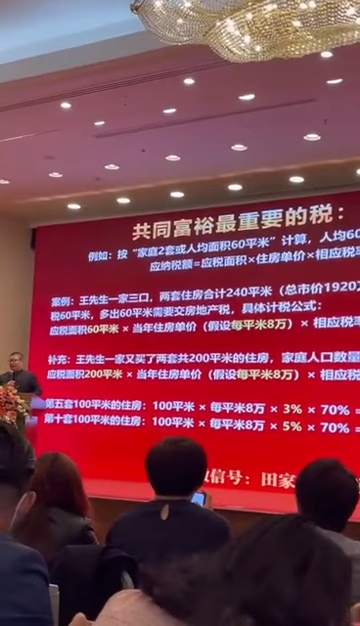 共同富裕最重要的税：
例如：按“家庭2套或人均面积60平米”计算，人均60
应纳税额=应税面积×住房单价×相应税率
案例：王先生一家三口，两套住房合计240平米（总市价1920万
税60平米，多出60平米需要交房地产税，具体计税公式：
应税面积60平米 × 当年住房单价（假设每平米8万）× 相应税率
补充：王先生一家又买了两套共200平米的住房，家庭人口数量
应税面积200平米 × 当年住房单价（假设每平米8万）× 相应税
第五套100平米的住房：100平米 × 每平米8万 × 3% × 70% =
第十套100平米的住房：100平米 × 每平米8万 × 5% × 70% =
信号：田家